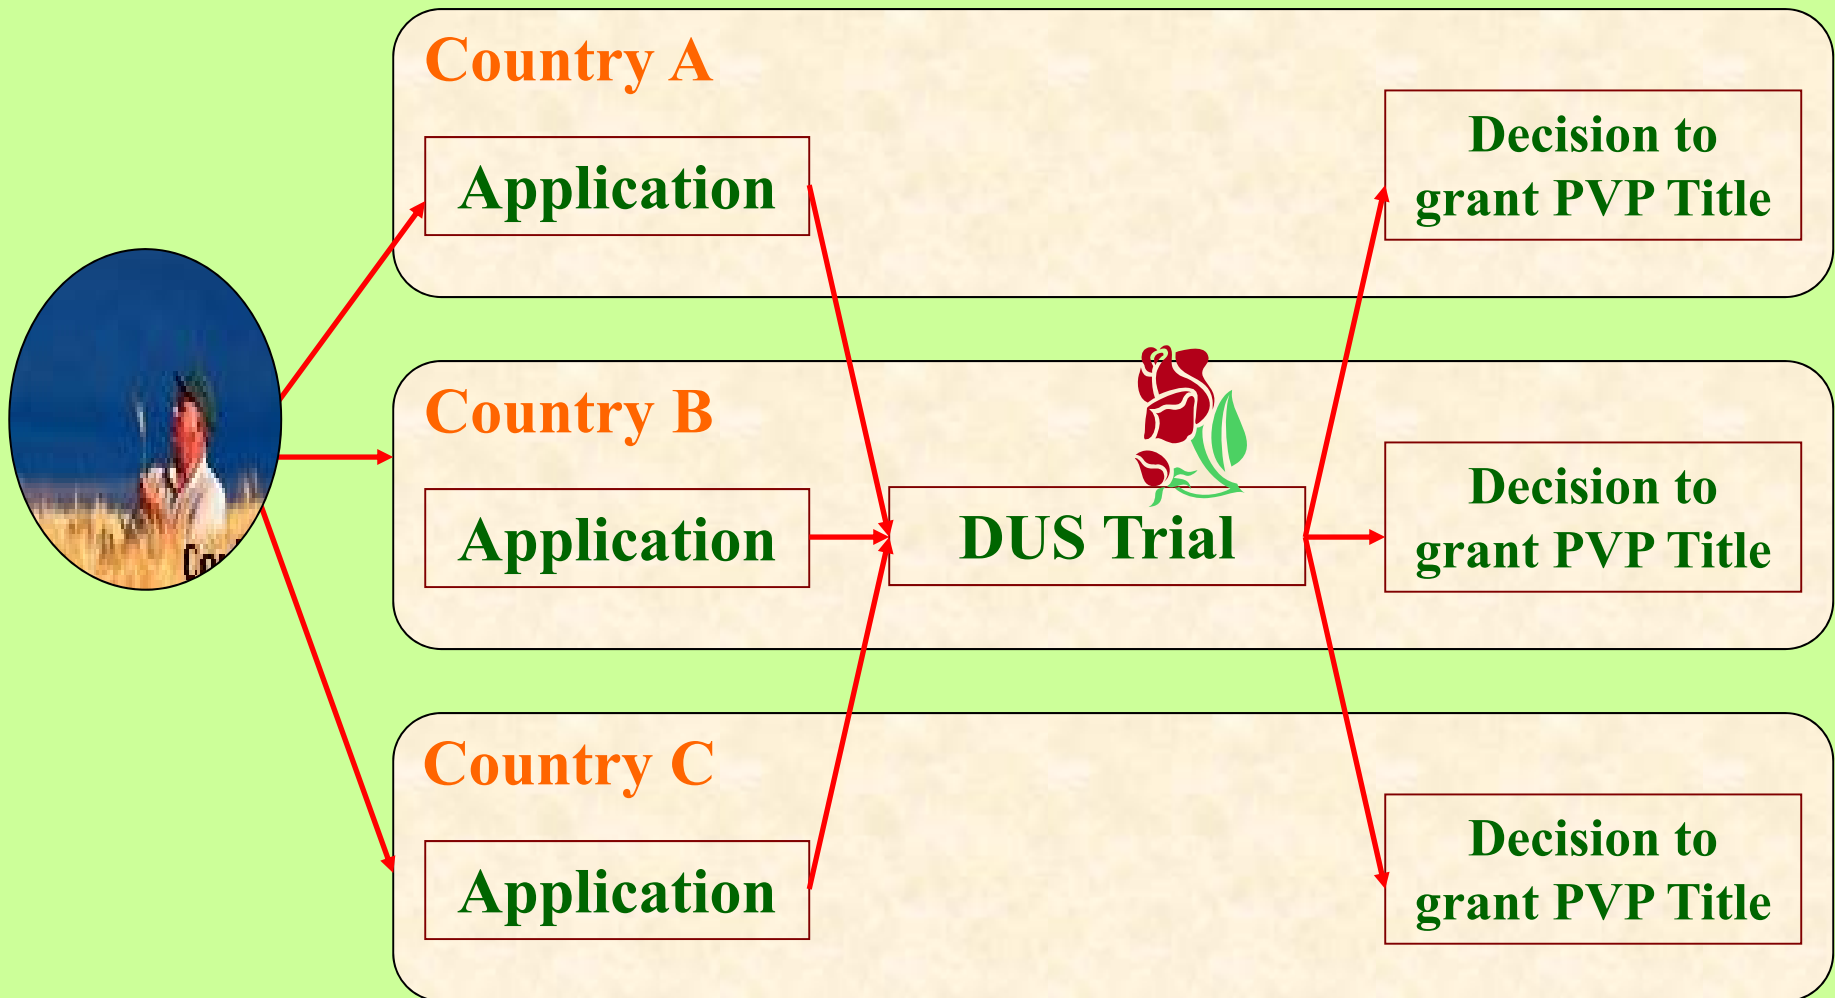 Country A
Application
Decision to
grant PVP Title
Country B
Application
DUS Trial
Decision to
grant PVP Title
Country C
Application
Decision to
grant PVP Title